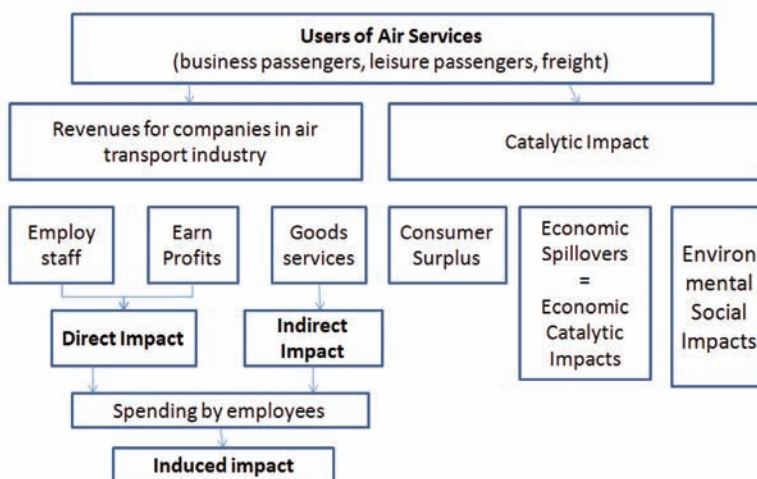 Users of Air Services
(business passengers, leisure passengers, freight)
Revenues for companies in air
transport industry
Catalytic Impact
Employ
staff
Earn
Profits
Goods
services
Consumer
Surplus
Economic
Spillovers
=
Economic
Catalytic
Impacts
Environ
mental
Social
Impacts
Direct Impact
Indirect
Impact
Spending by employees
Induced impact